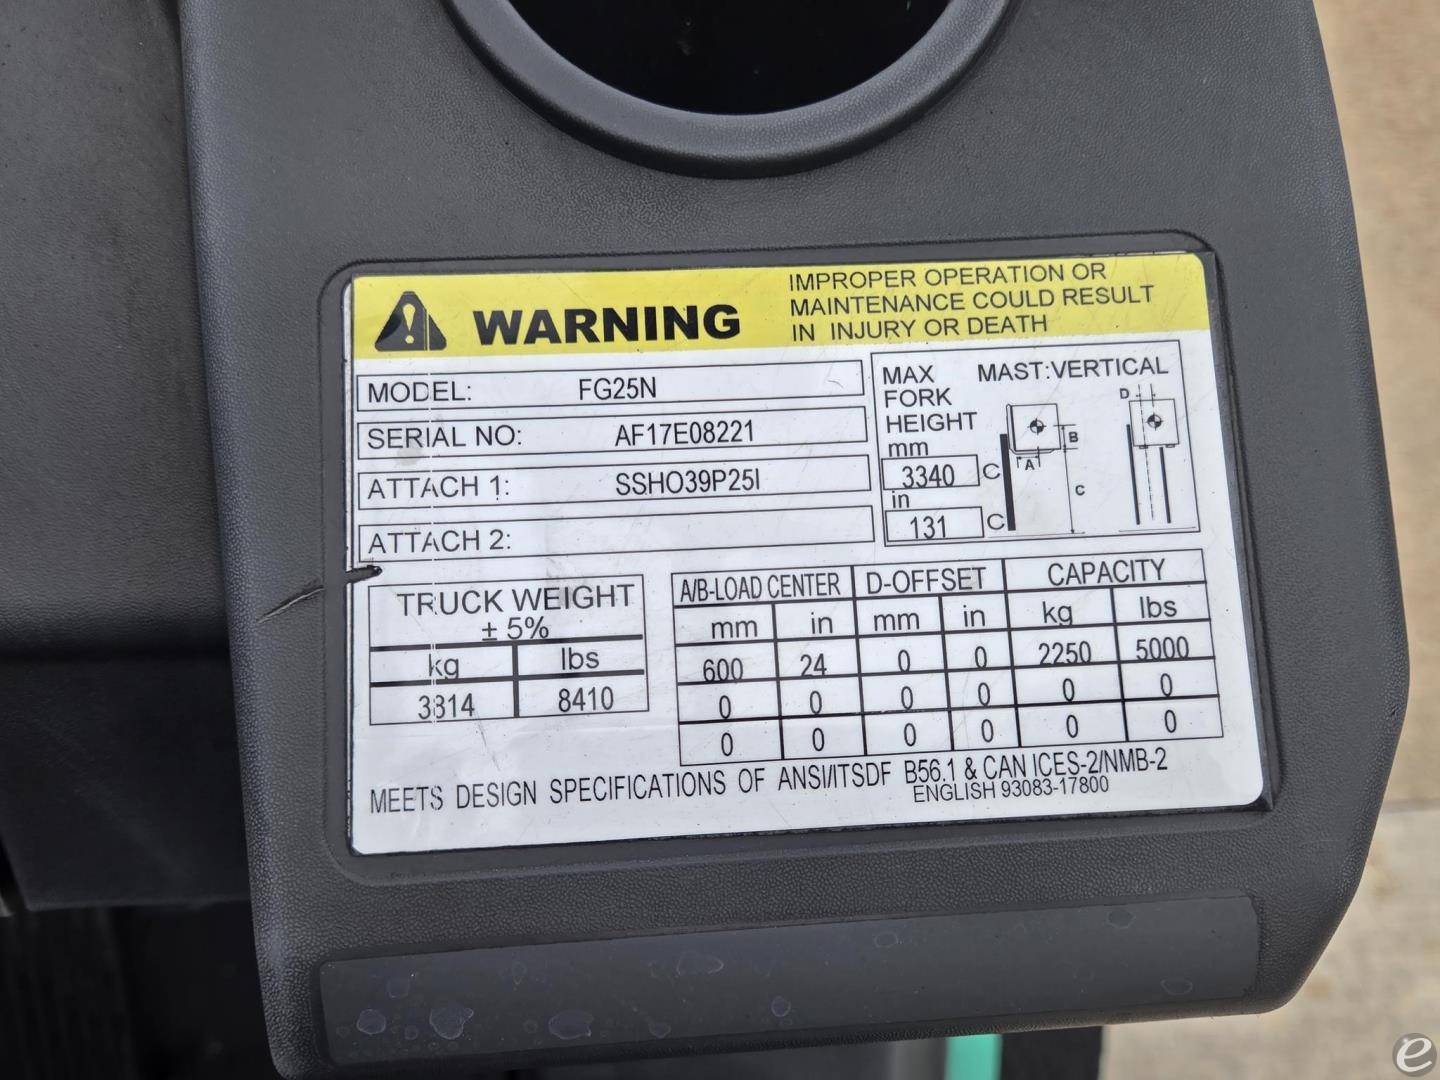 WARNING
IMPROPER OPERATION OR
MAINTENANCE COULD RESULT
IN INJURY OR DEATH
MODEL: FG25N
SERIAL NO: AF17E08221
ATTACH 1: SSHO39P25I
ATTACH 2:
MAX MAST:VERTICAL
FORK
HEIGHT
mm
3340 C
in
131 C
D
B
A
C
TRUCK WEIGHT
± 5%
kg lbs
3814 8410
A/B-LOAD CENTER D-OFFSET CAPACITY
mm in mm in kg lbs
600 24 0 0 2250 5000
0 0 0 0 0 0
0 0 0 0 0 0
MEETS DESIGN SPECIFICATIONS OF ANSI/ITSDF B56.1 & CAN ICES-2/NMB-2
ENGLISH 93083-17800
e